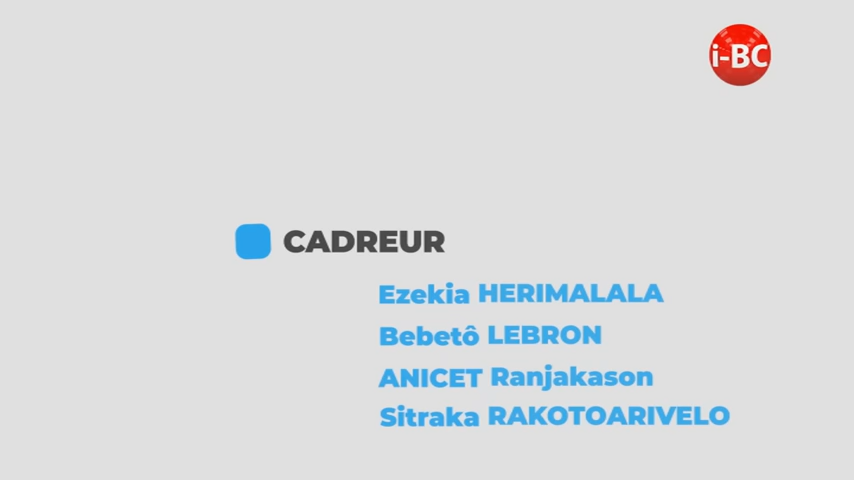 i-BC
CADREUR
Ezekia HERIMALALA
Bebetô LEBRON
ANICET Ranjakason
Sitraka RAKOTOARIVELO